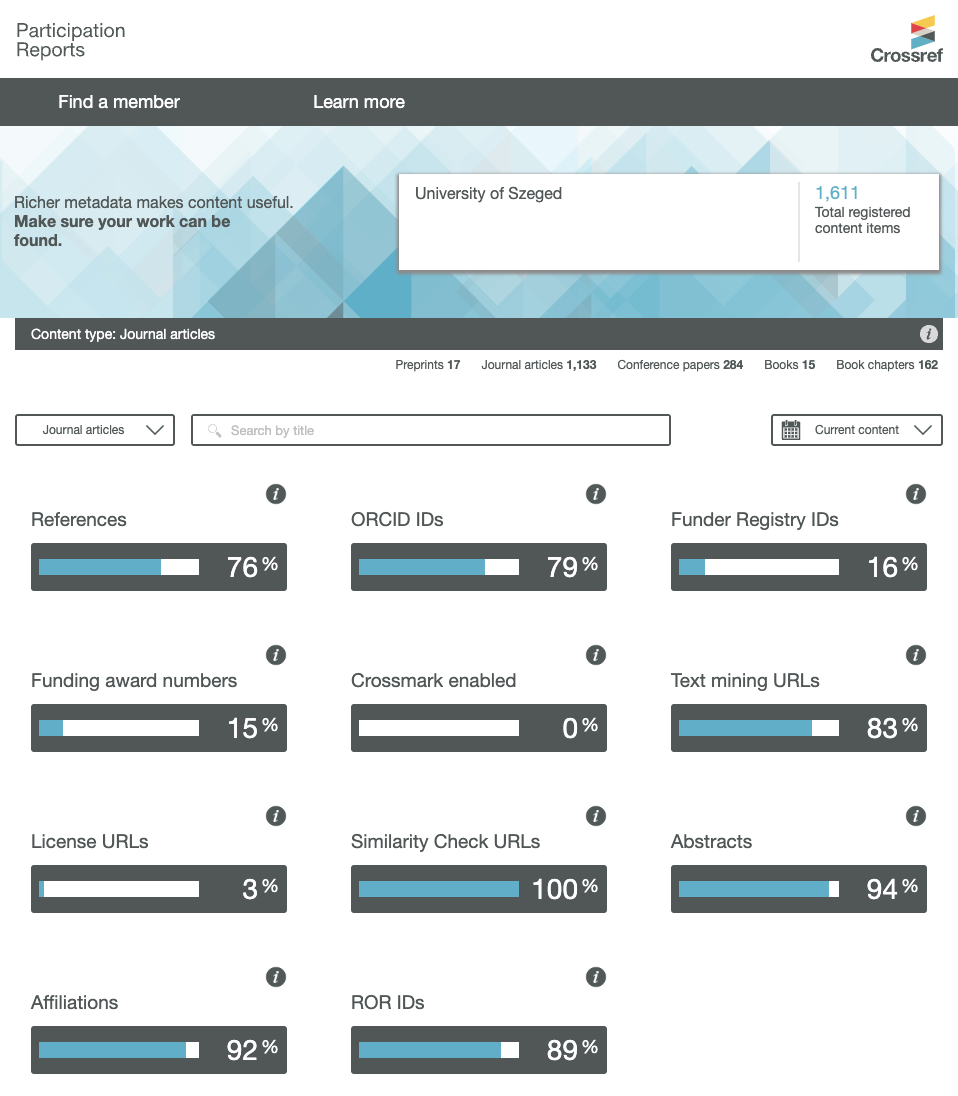 Participation
Reports
Crossref
Find a member
Learn more
Richer metadata makes content useful.
Make sure your work can be
found.
University of Szeged
1,611
Total registered
content items
Content type: Journal articles
i
Preprints 17 Journal articles 1,133 Conference papers 284 Books 15 Book chapters 162
Journal articles
Search by title
Current content
i
References
76 %
i
ORCID IDs
79 %
i
Funder Registry IDs
16 %
i
Funding award numbers
15 %
i
Crossmark enabled
0 %
i
Text mining URLs
83 %
i
License URLs
3 %
i
Similarity Check URLs
100 %
i
Abstracts
94 %
i
Affiliations
92 %
i
ROR IDs
89 %